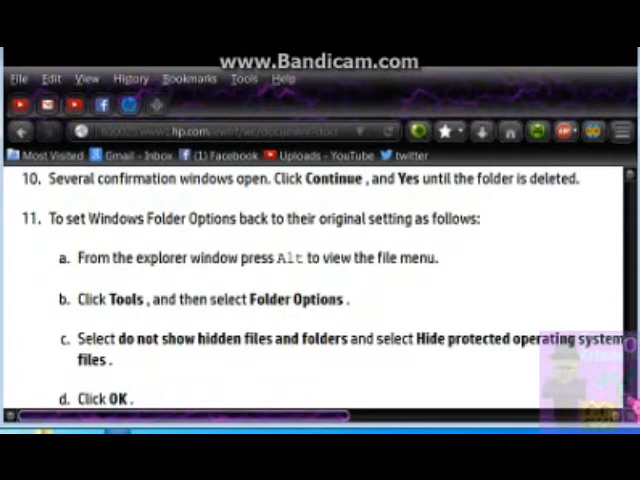 www.Bandicam.com
File Edit View History Bookmarks Tools Help
hp.com
Most Visited Gmail - Inbox (1) Facebook Uploads - YouTube twitter
10. Several confirmation windows open. Click Continue , and Yes until the folder is deleted.
11. To set Windows Folder Options back to their original setting as follows:
a. From the explorer window press Alt to view the file menu.
b. Click Tools , and then select Folder Options .
c. Select do not show hidden files and folders and select Hide protected operating system
files .
d. Click OK .